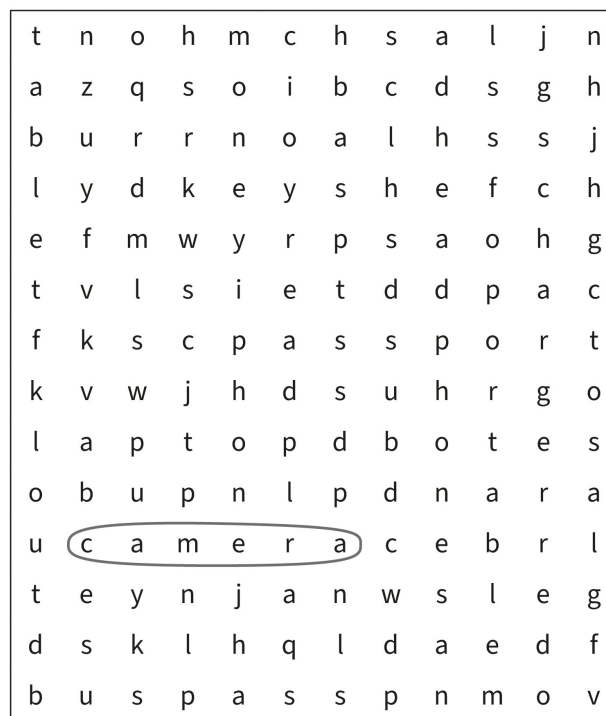 t n o h m c h s a l j n
a z q s o i b c d s g h
b u r r n o a l h s s j
l y d k e y s h e f c h
e f m w y r p s a o h g
t v l s i e t d d p a c
f k s c p a s s p o r t
k v w j h d s u h r g o
l a p t o p d b o t e s
o b u p n l p d n a r a
u c a m e r a c e b r l
t e y n j a n w s l e g
d s k l h q l d a e d f
b u s p a s s p n m o v